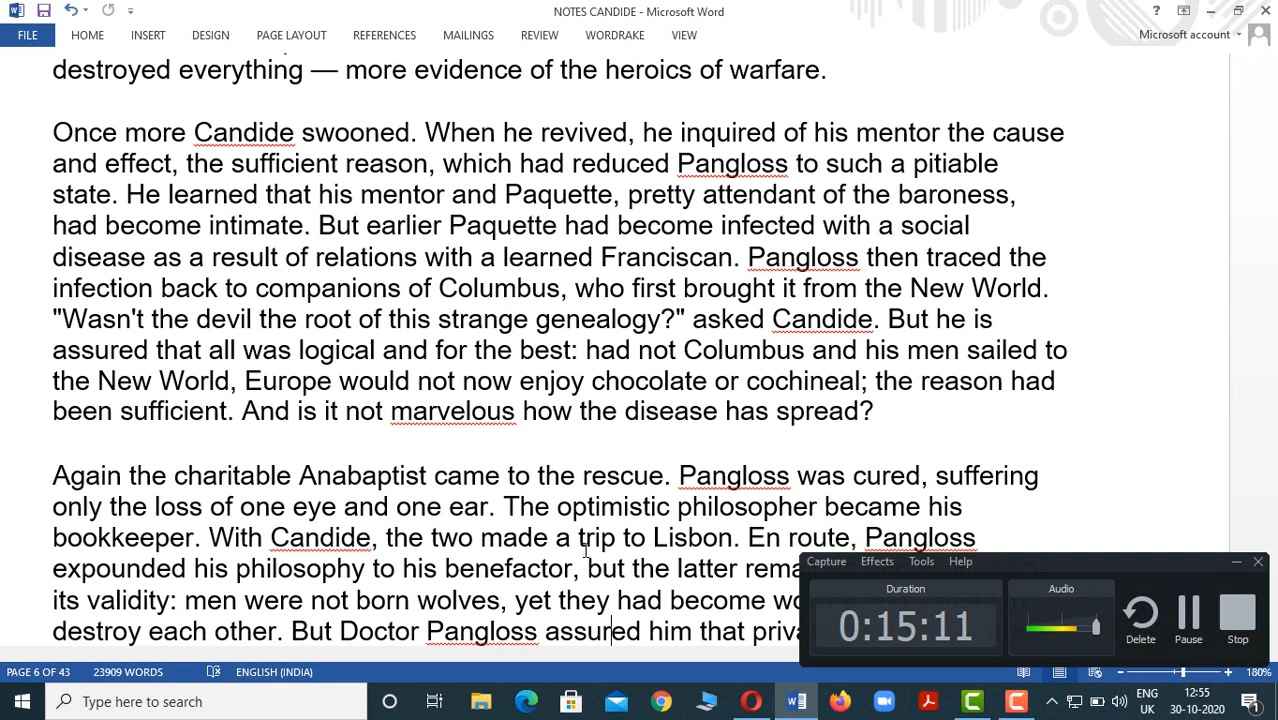 NOTES CANDIDE - Microsoft Word
FILE HOME INSERT DESIGN PAGE LAYOUT REFERENCES MAILINGS REVIEW WORDRAKE VIEW Microsoft account
destroyed everything — more evidence of the heroics of warfare.
Once more Candide swooned. When he revived, he inquired of his mentor the cause
and effect, the sufficient reason, which had reduced Pangloss to such a pitiable
state. He learned that his mentor and Paquette, pretty attendant of the baroness,
had become intimate. But earlier Paquette had become infected with a social
disease as a result of relations with a learned Franciscan. Pangloss then traced the
infection back to companions of Columbus, who first brought it from the New World.
"Wasn't the devil the root of this strange genealogy?" asked Candide. But he is
assured that all was logical and for the best: had not Columbus and his men sailed to
the New World, Europe would not now enjoy chocolate or cochineal; the reason had
been sufficient. And is it not marvelous how the disease has spread?
Again the charitable Anabaptist came to the rescue. Pangloss was cured, suffering
only the loss of one eye and one ear. The optimistic philosopher became his
bookkeeper. With Candide, the two made a trip to Lisbon. En route, Pangloss
expounded his philosophy to his benefactor, but the latter
its validity: men were not born wolves, yet they had become
destroy each other. But Doctor Pangloss assured him that
Capture Effects Tools Help
Duration
0:15:11
Audio
Delete Pause Stop
PAGE 6 OF 43 23909 WORDS ENGLISH (INDIA) 180%
Type here to search
ENG
UK
12:55
30-10-2020
1